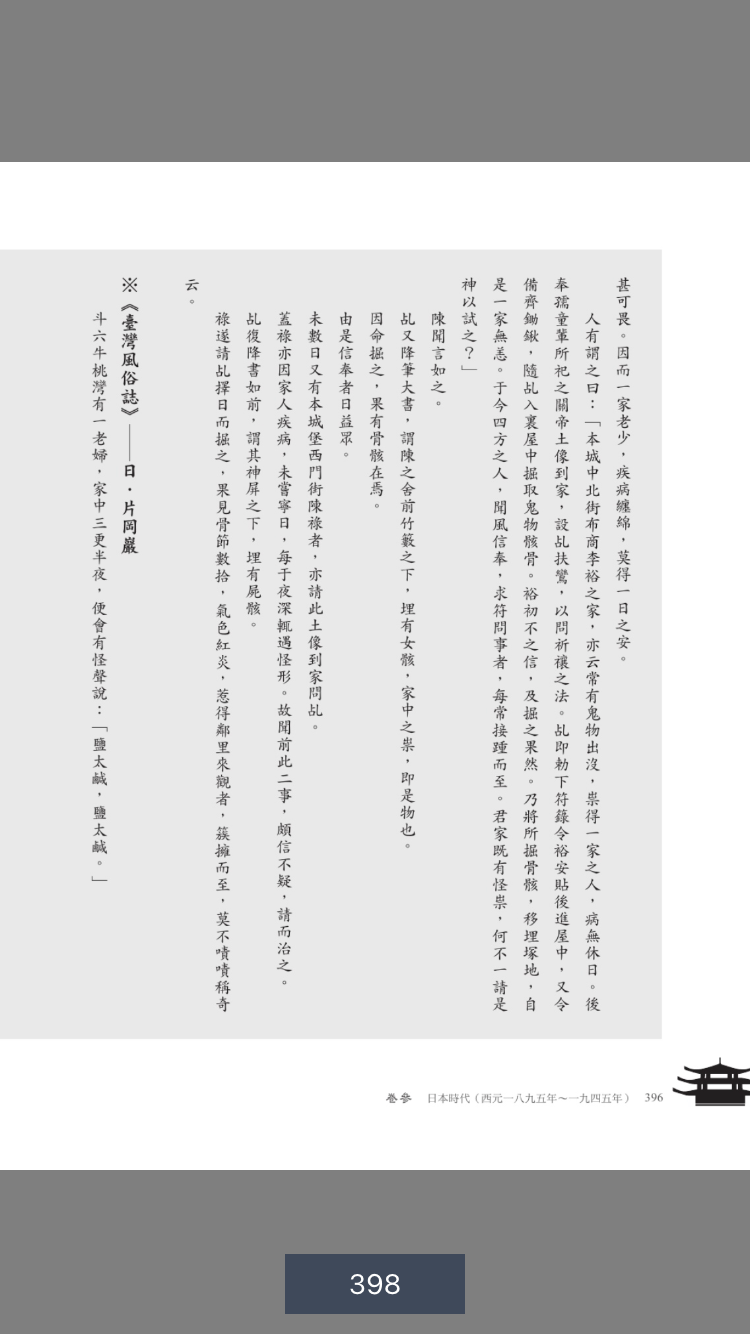 甚可畏。因而一家老少，疾病纏綿，莫得一日之安。
人有謂之曰：「本城中北街布商李裕之家，亦云常有鬼物出沒，祟得一家之人，病無休日。後
奉孺童輩所祀之關帝土像到家，設乩扶鸞，以問祈禳之法。乩即勅下符籙令裕安貼後進屋中，又令
備齊鋤鍬，隨乩入裏屋中掘取鬼物骸骨。裕初不之信，及掘之果然。乃將所掘骨骸，移埋塚地，自
是一家無恙。于今四方之人，聞風信奉，求符問事者，每常接踵而至。君家既有怪祟，何不一請是
神以試之？」
陳聞言如之。
乩又降筆大書，謂陳之舍前竹籔之下，埋有女骸，家中之祟，即是物也。
因命掘之，果有骨骸在焉。
由是信奉者日益眾。
未數日又有本城堡西門街陳祿者，亦請此土像到家問乩。
蓋祿亦因家人疾病，未嘗寧日，每于夜深輒遇怪形。故聞前此二事，頗信不疑，請而治之。
乩復降書如前，謂其神屏之下，埋有屍骸。
祿遂請乩擇日而掘之，果見骨節數拾，氣色紅炎，惹得鄰里來觀者，簇擁而至，莫不嘖嘖稱奇
云。
※《臺灣風俗誌》——日．片岡巖
斗六牛桃灣有一老婦，家中三更半夜，便會有怪聲說：「鹽太鹹，鹽太鹹。」
卷參 日本時代（西元一八九五年～一九四五年） 396
398